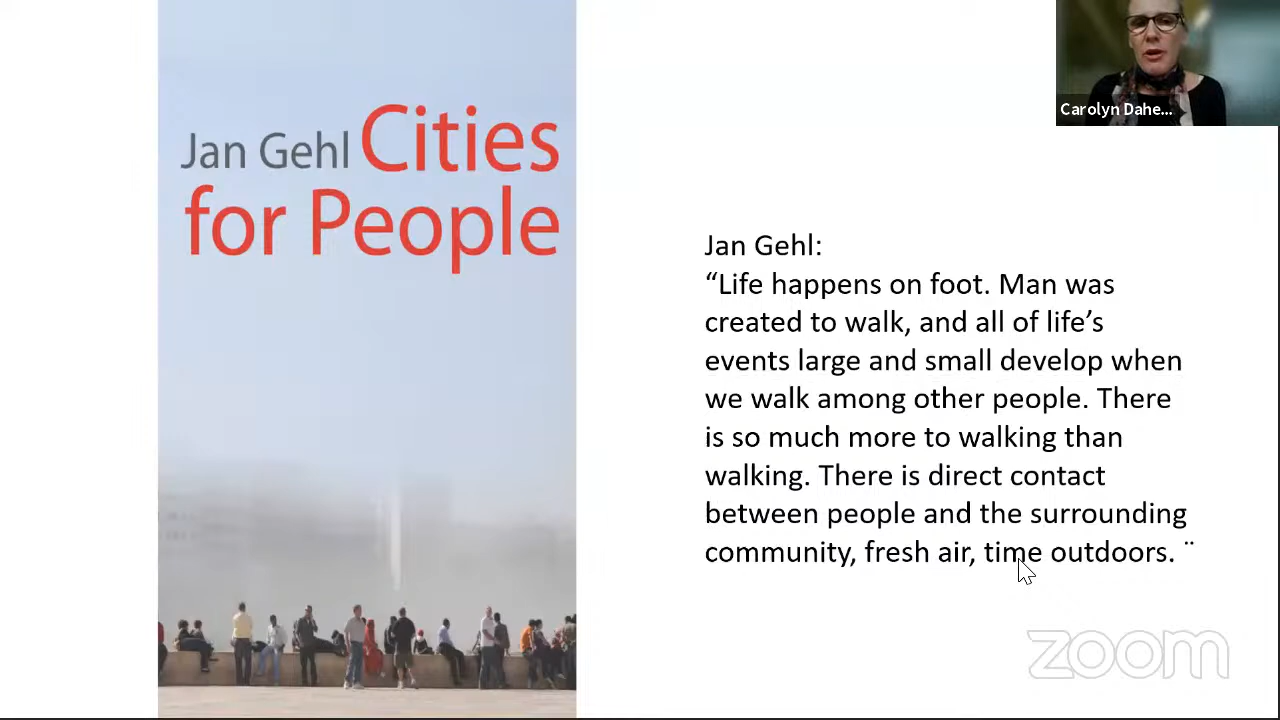 Jan Gehl Cities
for People
Carolyn Dahe...
Jan Gehl:
“Life happens on foot. Man was
created to walk, and all of life’s
events large and small develop when
we walk among other people. There
is so much more to walking than
walking. There is direct contact
between people and the surrounding
community, fresh air, time outdoors. ¨
zoom